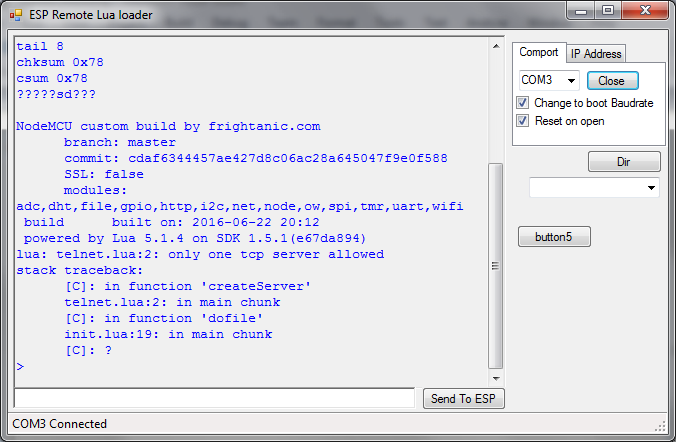 ESP Remote Lua loader
tail 8
chksum 0x78
csum 0x78
?????sd???
NodeMCU custom build by frightanic.com
branch: master
commit: cdaf6344457ae427d8c06ac28a645047f9e0f588
SSL: false
modules:
adc,dht,file,gpio,http,i2c,net,node,ow,spi,tmr,uart,wifi
build built on: 2016-06-22 20:12
powered by Lua 5.1.4 on SDK 1.5.1(e67da894)
lua: telnet.lua:2: only one tcp server allowed
stack traceback:
[C]: in function 'createServer'
telnet.lua:2: in main chunk
[C]: in function 'dofile'
init.lua:19: in main chunk
[C]: ?
>
Send To ESP
Comport IP Address
COM3 Close
Change to boot Baudrate
Reset on open
Dir
button5
COM3 Connected